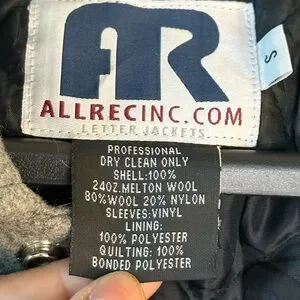 AR
S
ALLRECINC.COM
LETTER JACKETS
PROFESSIONAL
DRY CLEAN ONLY
SHELL:100%
24OZ.MELTON WOOL
80%WOOL 20% NYLON
SLEEVES:VINYL
LINING:
100% POLYESTER
QUILTING: 100%
BONDED POLYESTER